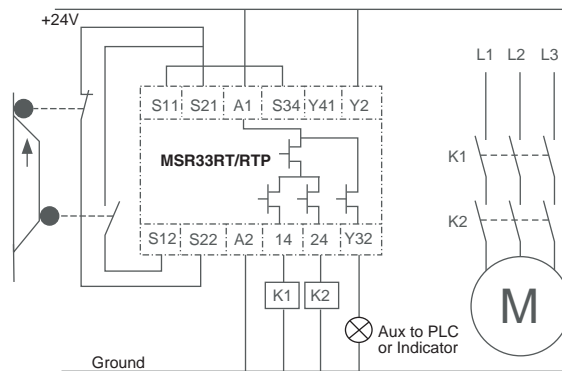 +24V
L1 L2 L3
S11 S21 A1 S34 Y41 Y2
MSR33RT/RTP
K1
K2
S12 S22 A2 14 24 Y32
K1 K2
M
Aux to PLC
or Indicator
Ground